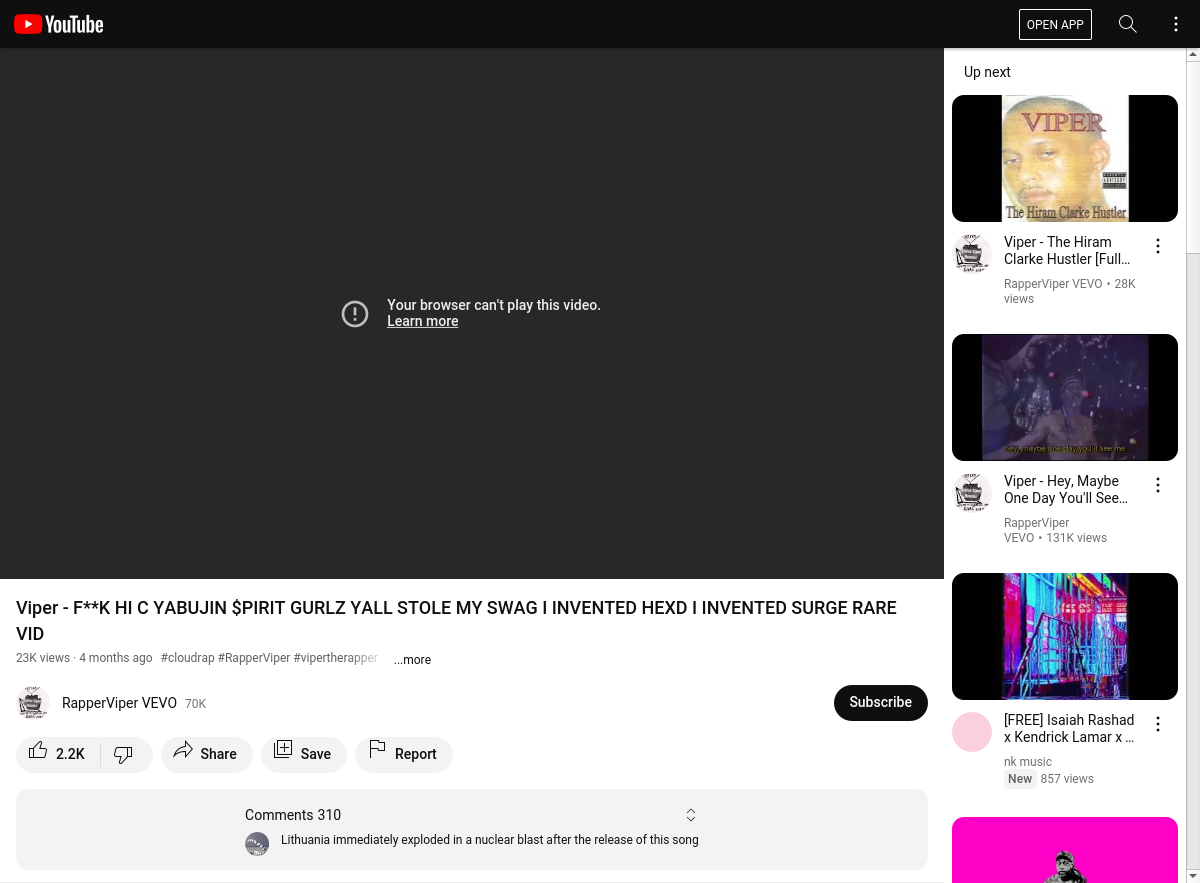 YouTube
OPEN APP
Your browser can't play this video.
Learn more
Viper - F**K HI C YABUJIN $PIRIT GURLZ YALL STOLE MY SWAG I INVENTED HEXD I INVENTED SURGE RARE
VID
23K views · 4 months ago #cloudrap #RapperViper #vipertherapper
...more
RapperViper VEVO 70K
Subscribe
2.2K
Share
Save
Report
Comments 310
Lithuania immediately exploded in a nuclear blast after the release of this song
Up next
VIPER
The Hiram Clarke Hustler
Viper - The Hiram
Clarke Hustler [Full...
RapperViper VEVO • 28K
views
hey, maybe one day you'll see me
Viper - Hey, Maybe
One Day You'll See...
RapperViper
VEVO • 131K views
[FREE] Isaiah Rashad
x Kendrick Lamar x ...
nk music
New 857 views